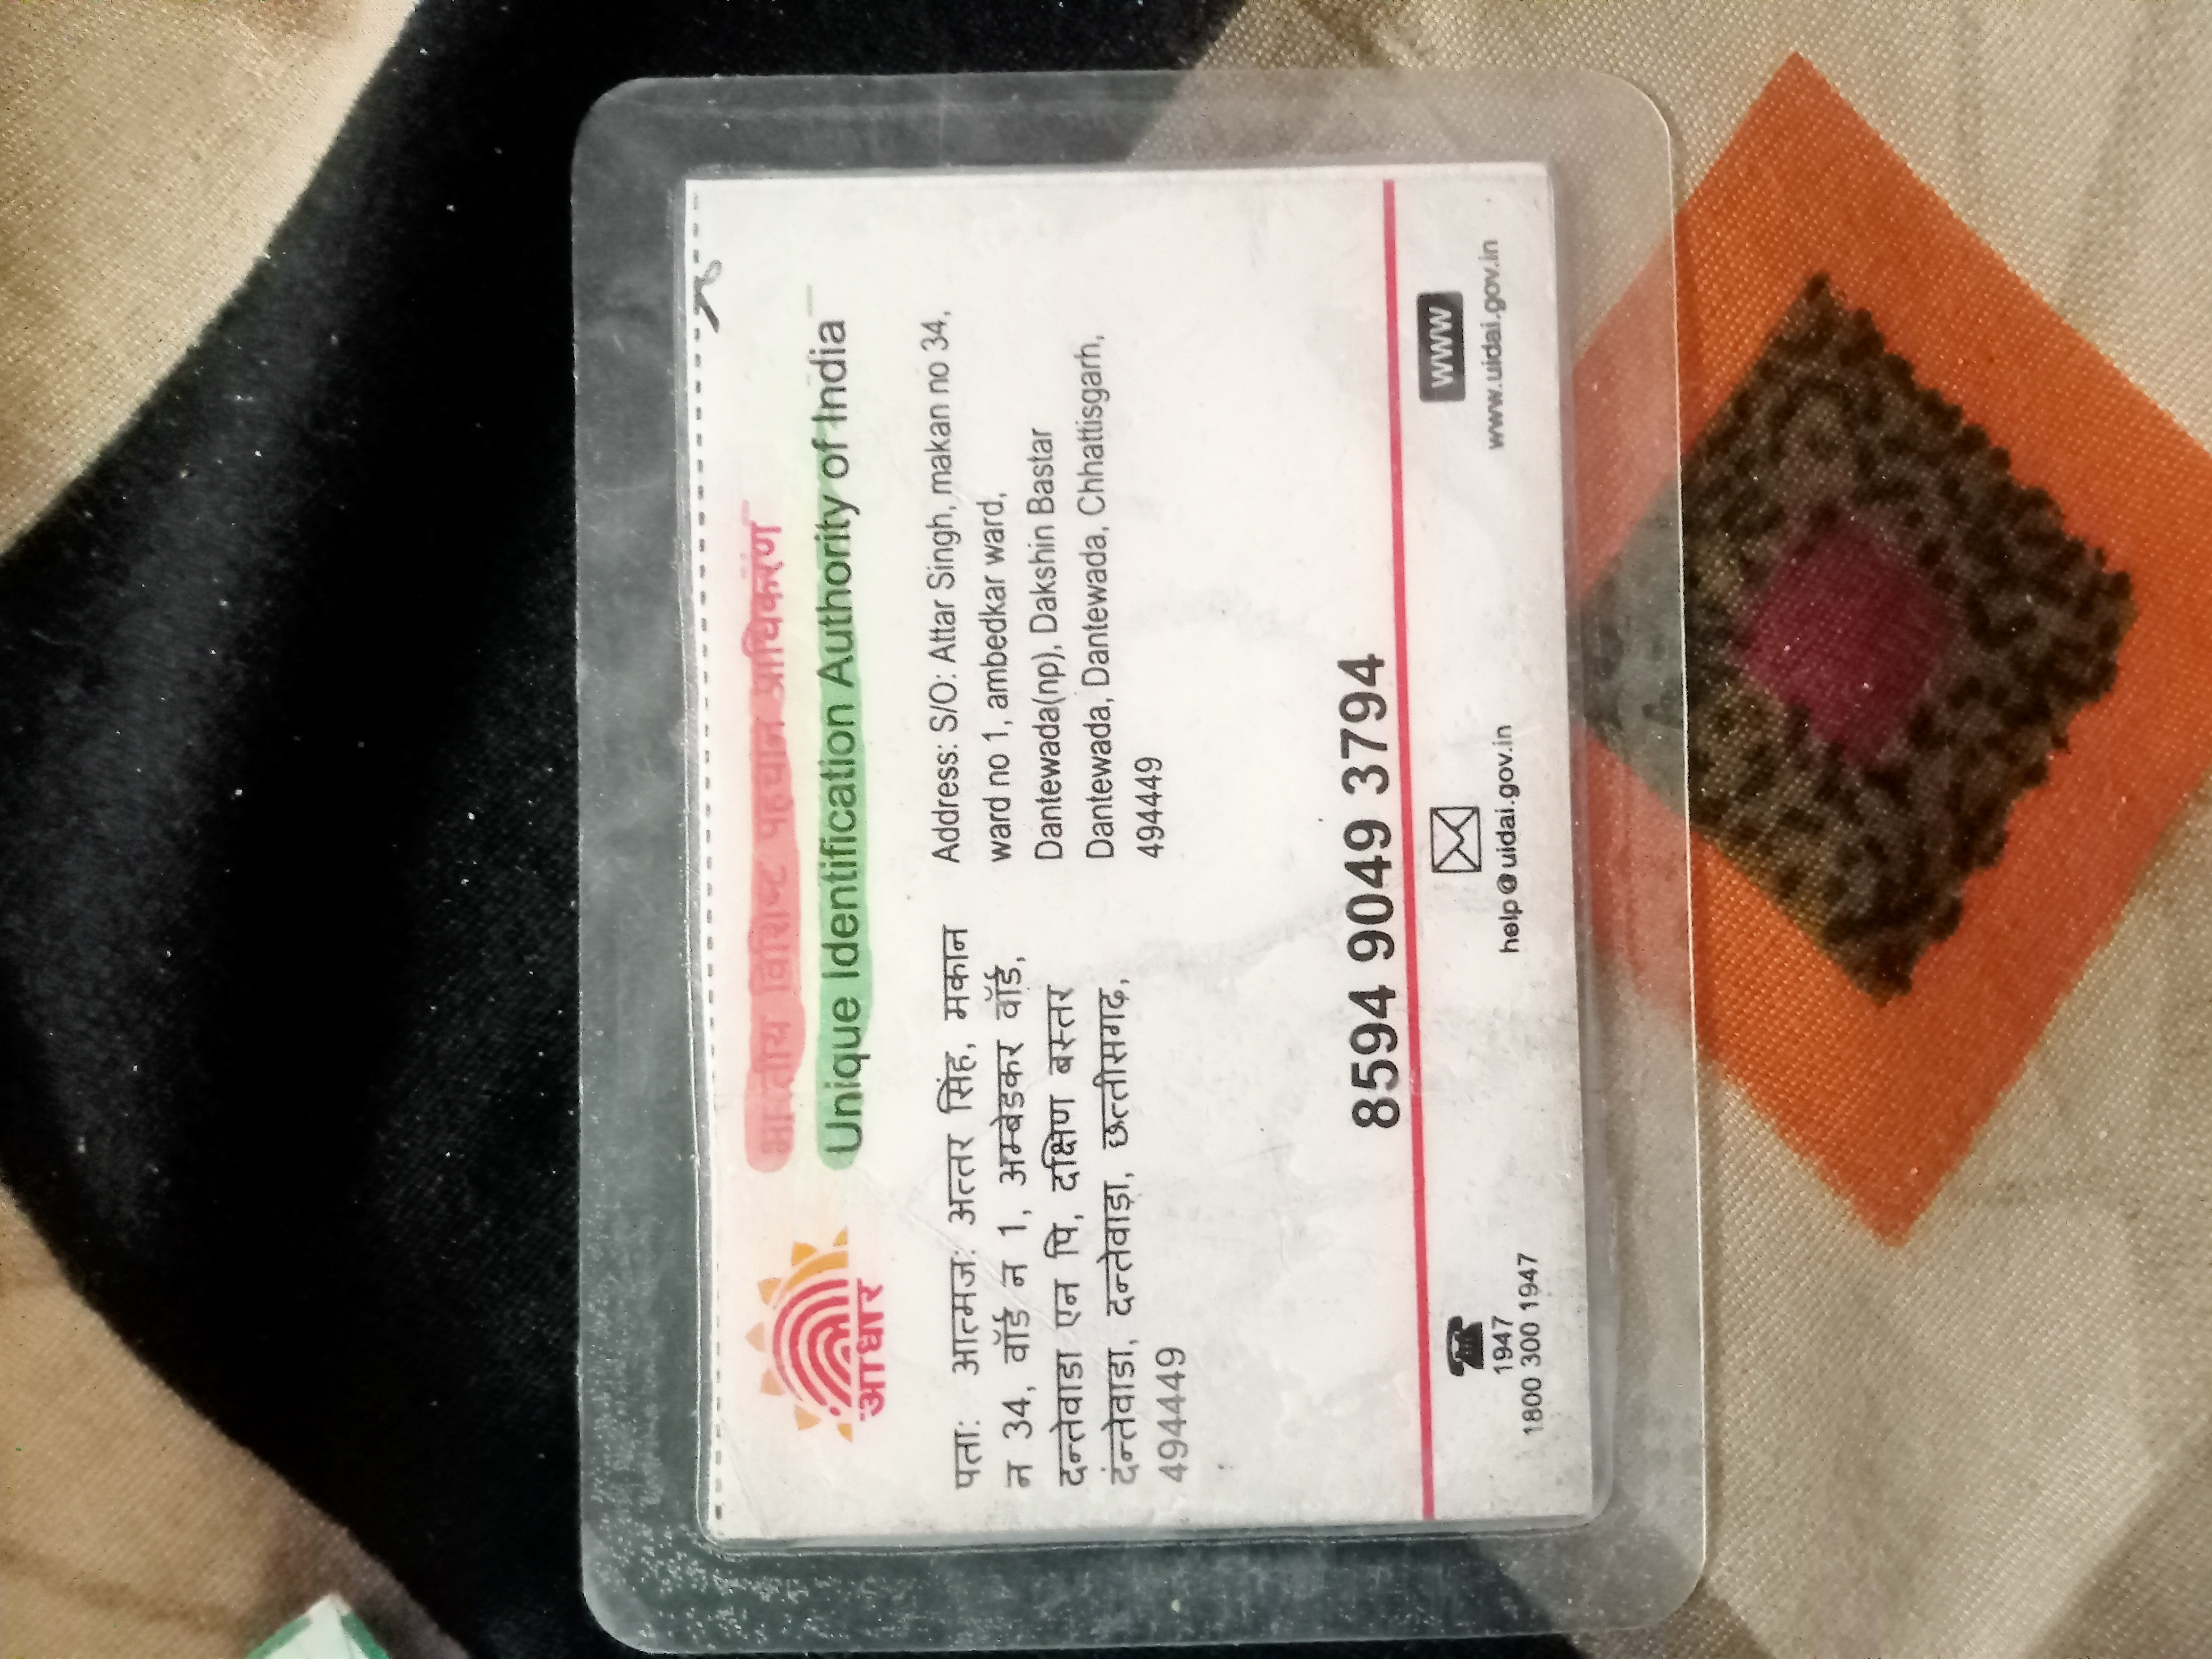 भारतीय विशिष्ट पहचान प्राधिकरण
Unique Identification Authority of India
आधार
पता: आत्मज: अत्तर सिंह, मकान
न 34, वॉर्ड न 1, अम्बेडकर वॉर्ड,
दन्तेवाडा एन पि, दक्षिण बस्तर
दंन्तेवाडा, दन्तेवाड़ा, छत्तीसगढ़,
494449
Address: S/O: Attar Singh, makan no 34,
ward no 1, ambedkar ward,
Dantewada(np), Dakshin Bastar
Dantewada, Dantewada, Chhattisgarh,
494449
8594 9049 3794
1947
1800 300 1947
help@uidai.gov.in
WWW
www.uidai.gov.in